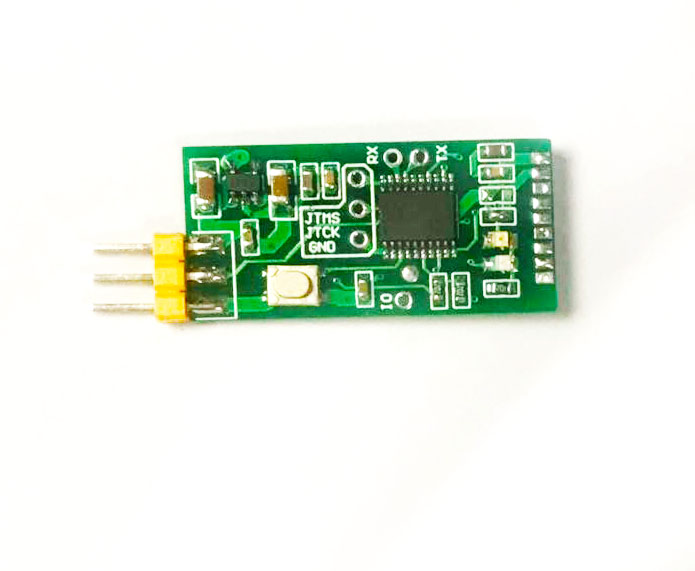 RX
TX
JTMS
JTCK
GND
IO